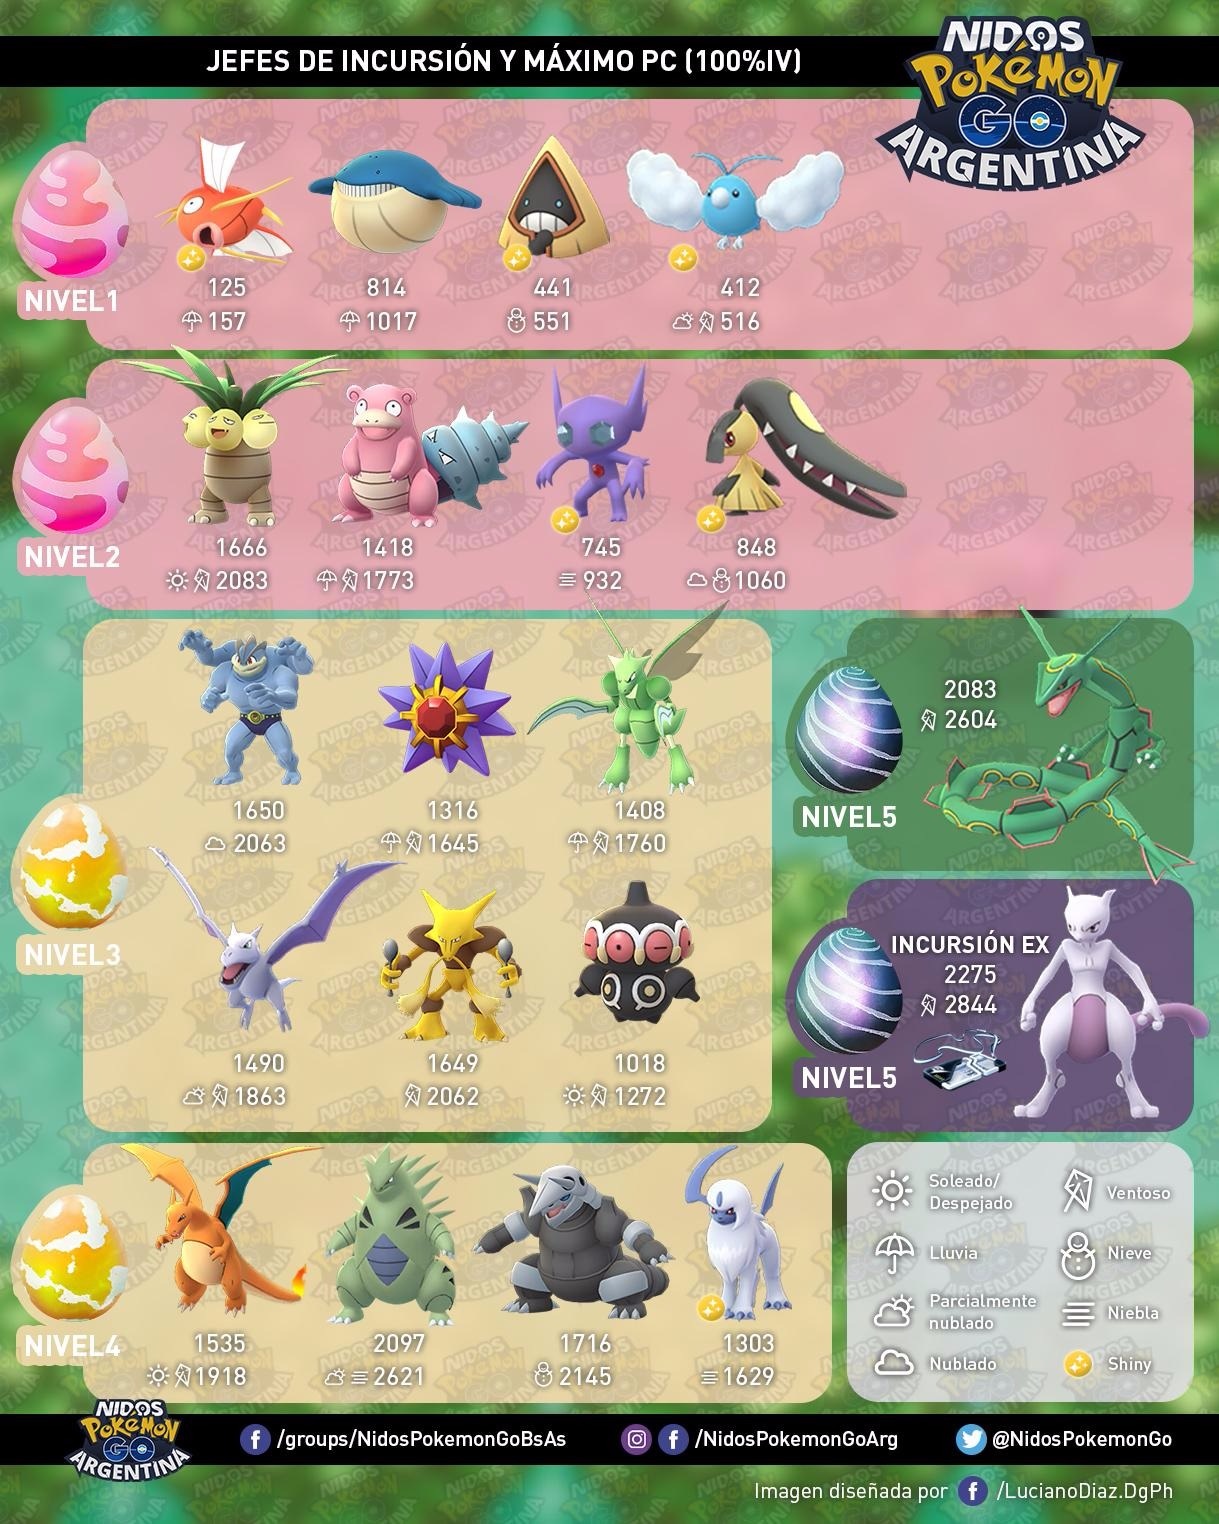 JEFES DE INCURSIÓN Y MÁXIMO PC (100%IV)
NIDOS
POKÉMON
GO
ARGENTINA
NIVEL1
125
157
814
1017
441
551
412
516
NIVEL2
1666
2083
1418
1773
745
932
848
1060
NIVEL3
1650
2063
1316
1645
1408
1760
1490
1863
1649
2062
1018
1272
2083
2604
NIVEL5
INCURSIÓN EX
2275
2844
NIVEL5
NIVEL4
1535
1918
2097
2621
1716
2145
1303
1629
Soleado/
Despejado
Ventoso
Lluvia
Nieve
Parcialmente
nublado
Niebla
Nublado
Shiny
NIDOS
POKÉMON
GO
ARGENTINA
/groups/NidosPokemonGoBsAs
/NidosPokemonGoArg
@NidosPokemonGo
Imagen diseñada por /LucianoDiaz.DgPh